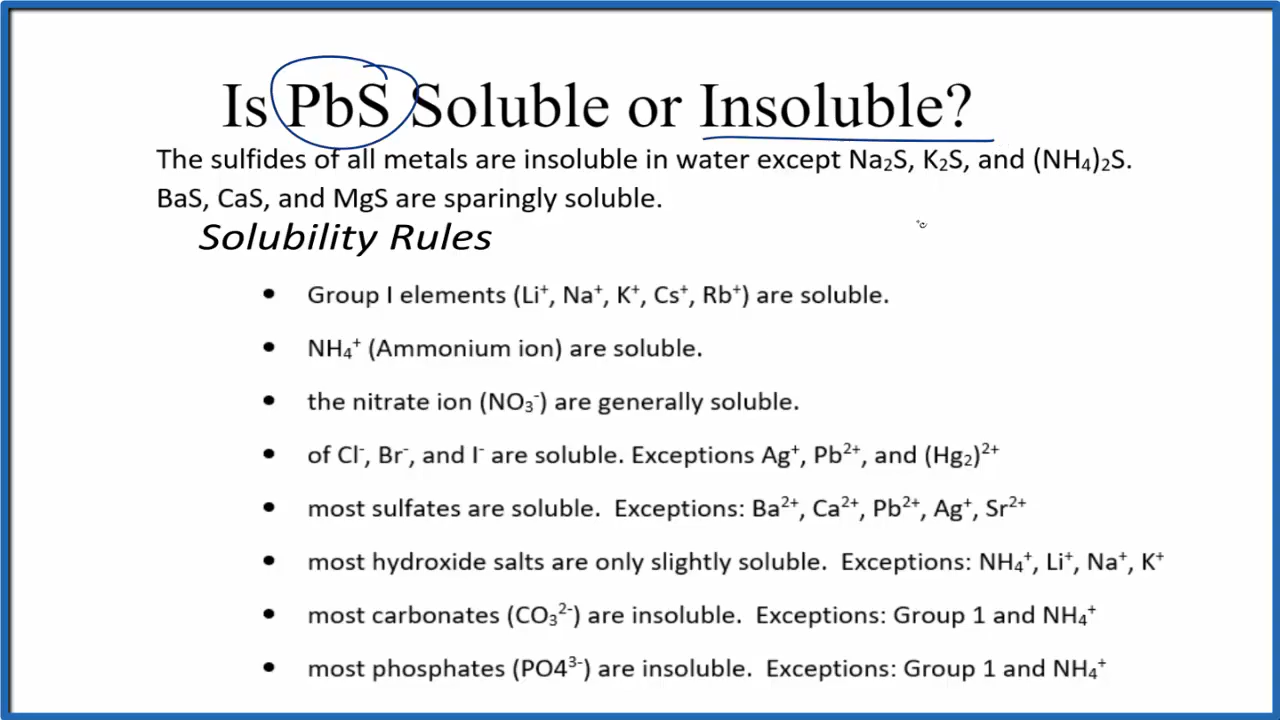 Is PbS Soluble or Insoluble?
The sulfides of all metals are insoluble in water except Na₂S, K₂S, and (NH₄)₂S.
BaS, CaS, and MgS are sparingly soluble.
Solubility Rules
• Group I elements (Li⁺, Na⁺, K⁺, Cs⁺, Rb⁺) are soluble.
• NH₄⁺ (Ammonium ion) are soluble.
• the nitrate ion (NO₃⁻) are generally soluble.
• of Cl⁻, Br⁻, and I⁻ are soluble. Exceptions Ag⁺, Pb²⁺, and (Hg₂)²⁺
• most sulfates are soluble.  Exceptions: Ba²⁺, Ca²⁺, Pb²⁺, Ag⁺, Sr²⁺
• most hydroxide salts are only slightly soluble.  Exceptions: NH₄⁺, Li⁺, Na⁺, K⁺
• most carbonates (CO₃²⁻) are insoluble.  Exceptions: Group 1 and NH₄⁺
• most phosphates (PO4³⁻) are insoluble.  Exceptions: Group 1 and NH₄⁺